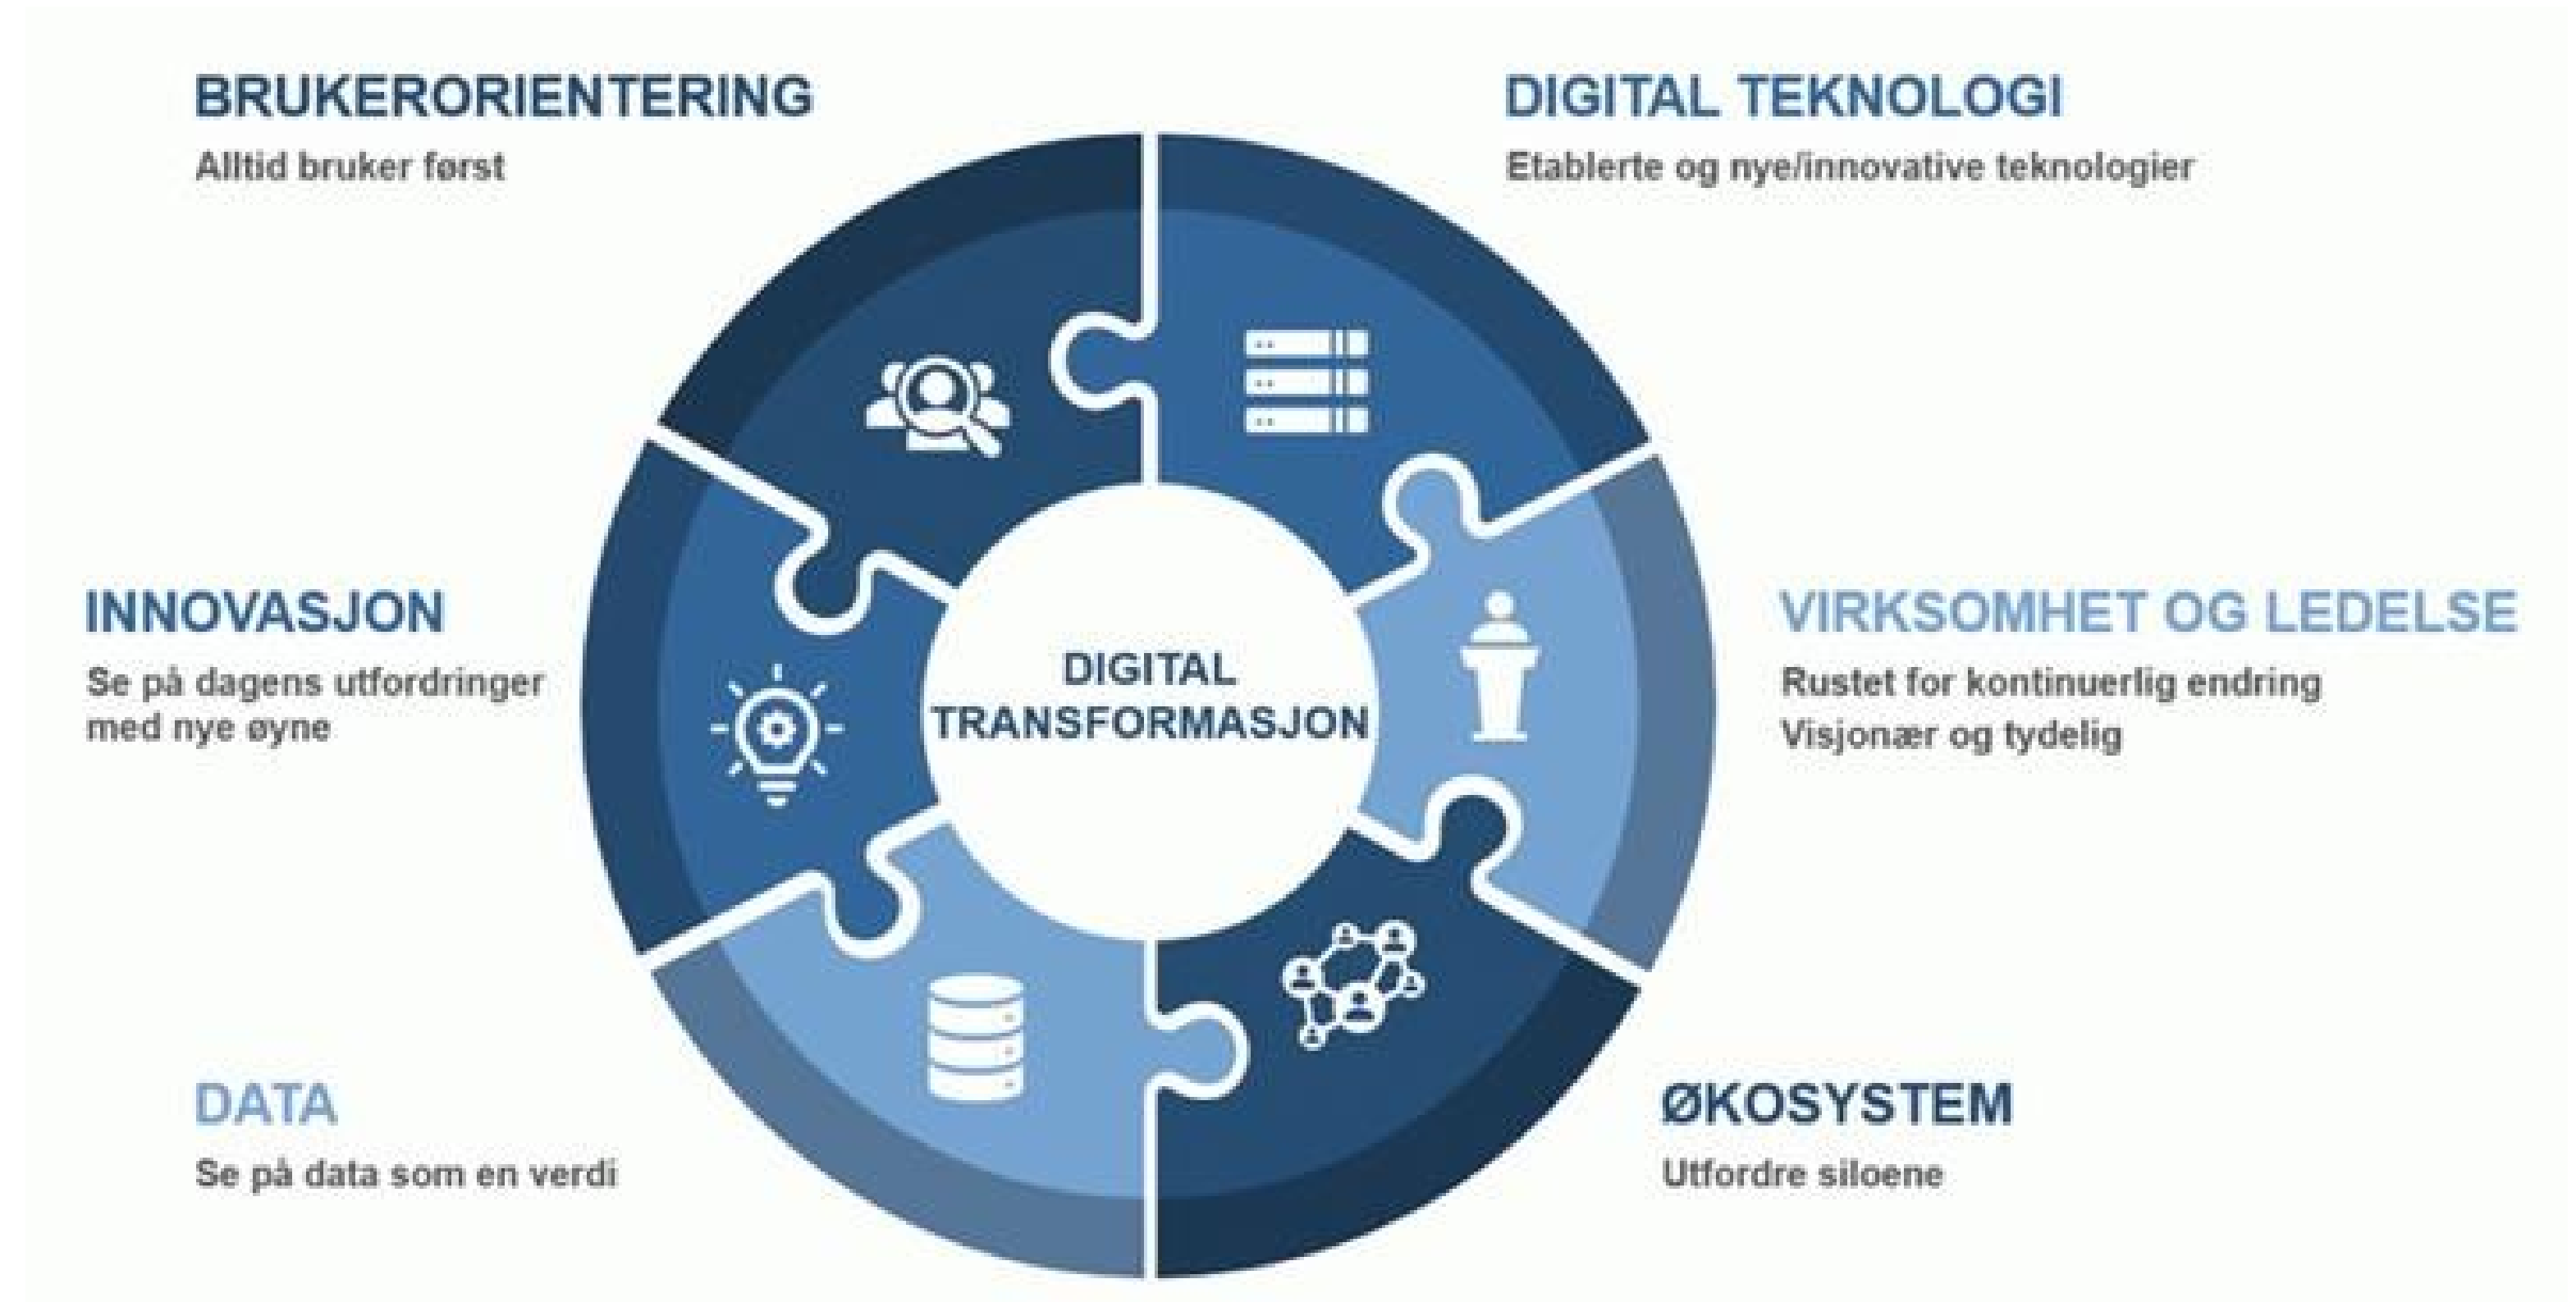 BRUKERORIENTERING
Alltid bruker først
DIGITAL TEKNOLOGI
Etablerte og nye/innovative teknologier
INNOVASJON
Se på dagens utfordringer
med nye øyne
DIGITAL
TRANSFORMASJON
VIRKSOMHET OG LEDELSE
Rustet for kontinuerlig endring
Visjonær og tydelig
DATA
Se på data som en verdi
ØKOSYSTEM
Utfordre siloene